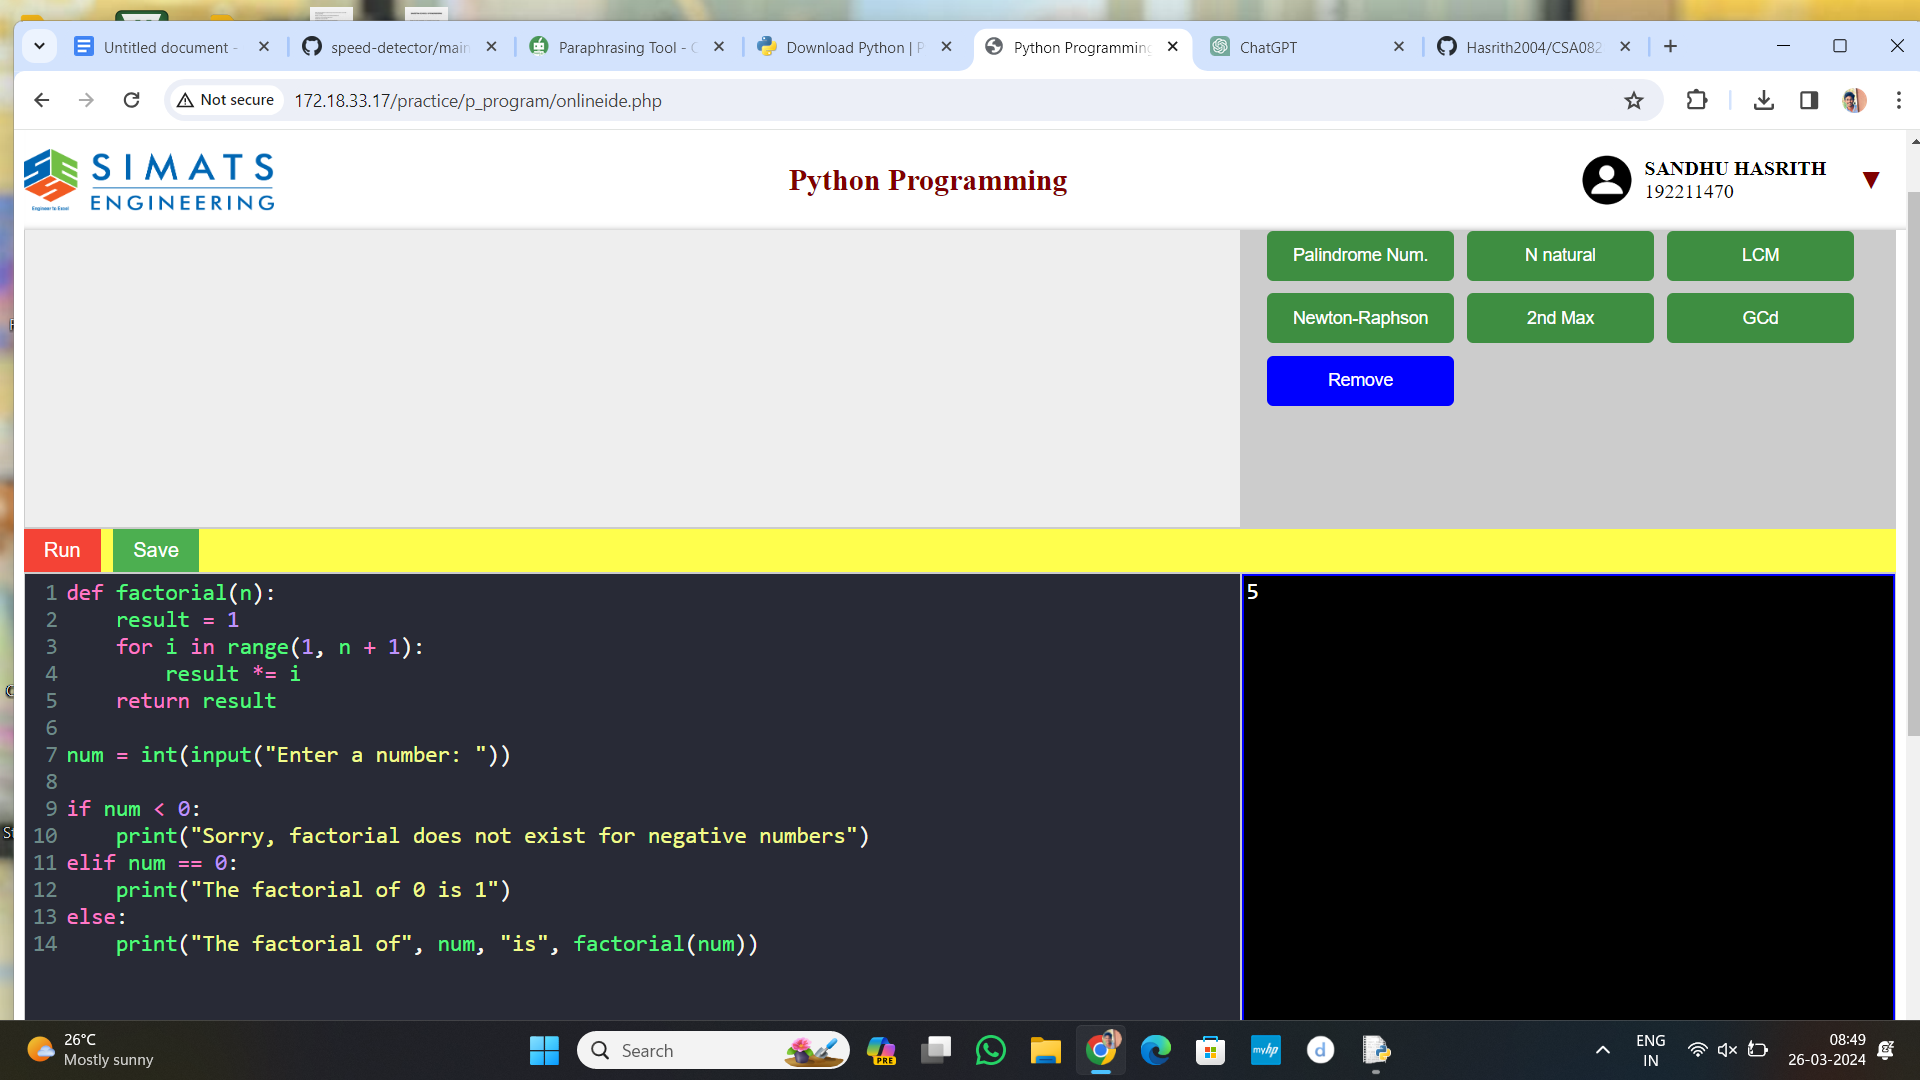 Untitled document -
speed-detector/main
Paraphrasing Tool -
Download Python | P
Python Programming
ChatGPT
Hasrith2004/CSA082
Not secure
172.18.33.17/practice/p_program/onlineide.php
SIMATS
ENGINEERING
Engineer to Excel
Python Programming
SANDHU HASRITH
192211470
Palindrome Num.
N natural
LCM
Newton-Raphson
2nd Max
GCd
Remove
Run
Save
1 def factorial(n):
2     result = 1
3     for i in range(1, n + 1):
4         result *= i
5     return result
6
7 num = int(input("Enter a number: "))
8
9 if num < 0:
10     print("Sorry, factorial does not exist for negative numbers")
11 elif num == 0:
12     print("The factorial of 0 is 1")
13 else:
14     print("The factorial of", num, "is", factorial(num))
5
26°C
Mostly sunny
Search
PRE
myhp
d
ENG
IN
08:49
26-03-2024